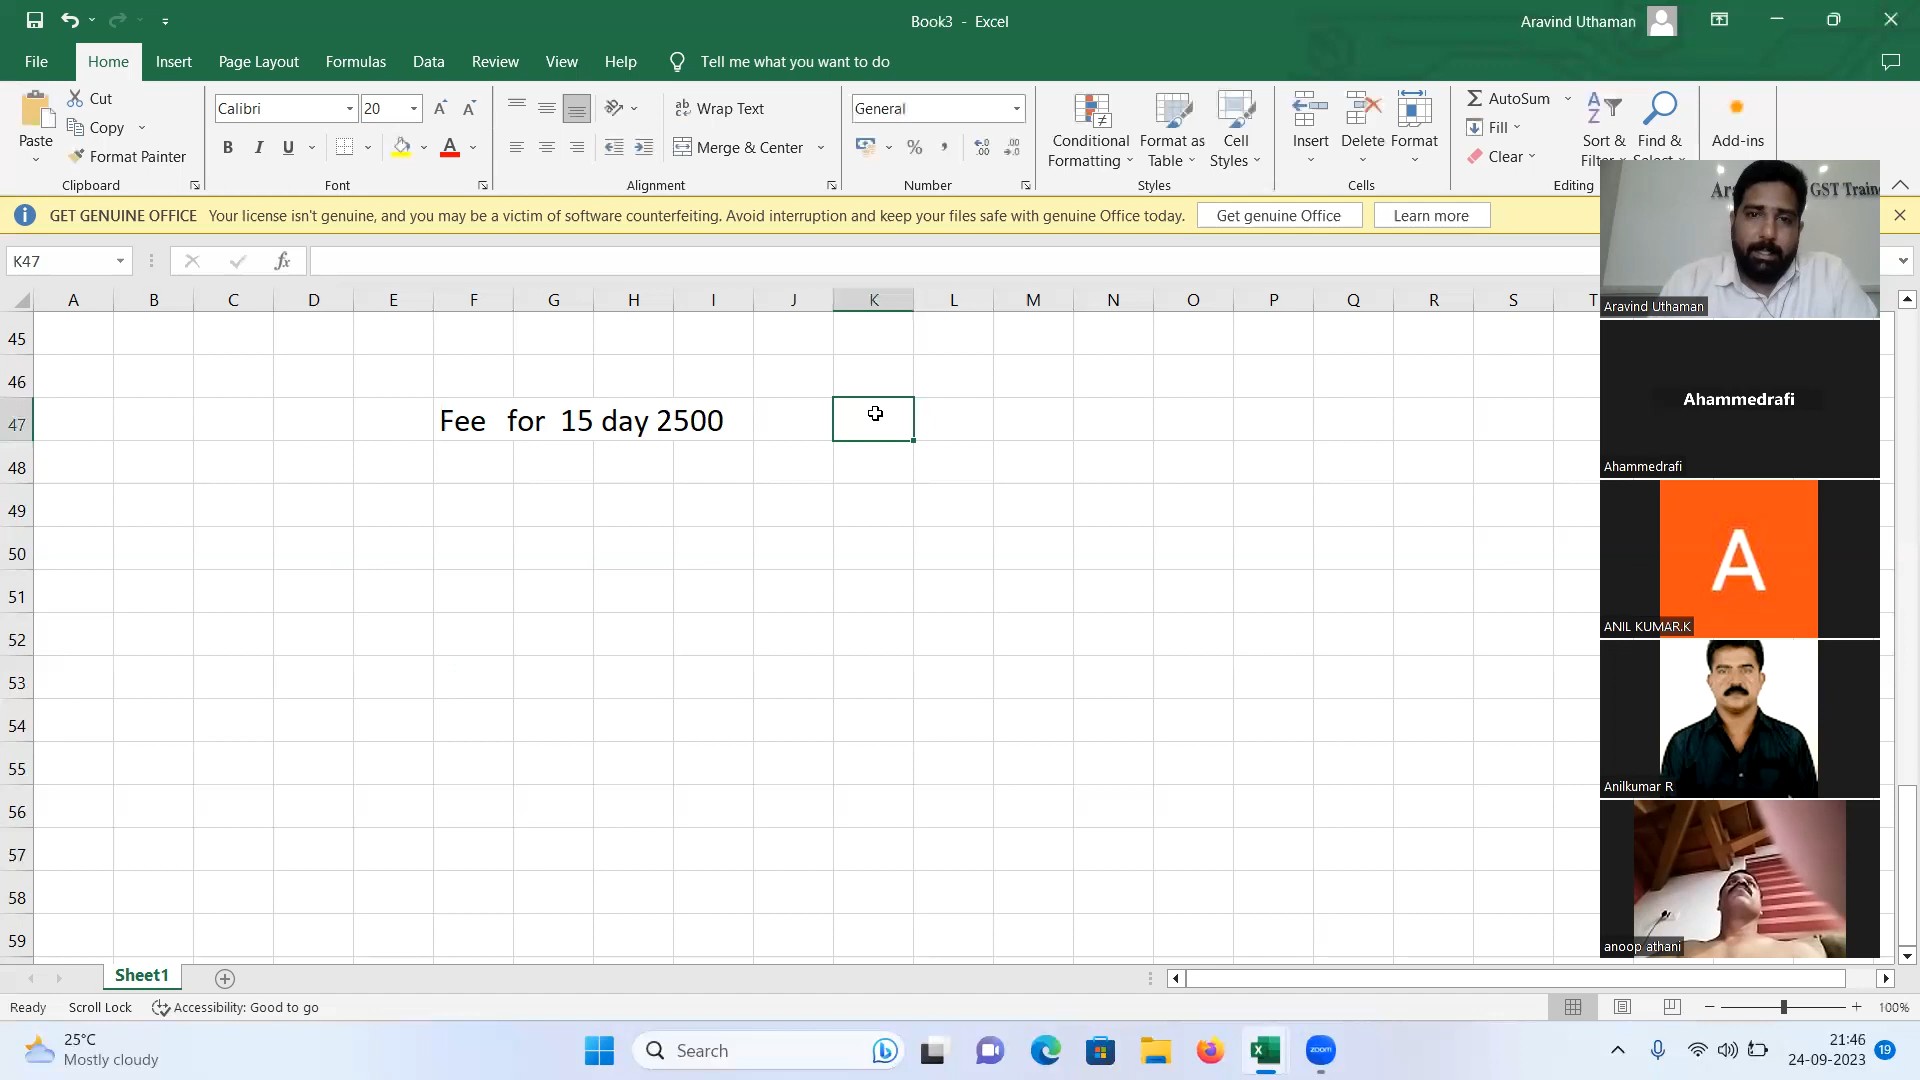 Book3 - Excel
Aravind Uthaman
File Home Insert Page Layout Formulas Data Review View Help Tell me what you want to do
Paste
Cut
Copy
Format Painter
Clipboard
Calibri 20
B I U
Font
Wrap Text
Merge & Center
Alignment
General
Number
Conditional Formatting
Format as Table
Cell Styles
Styles
Insert
Delete
Format
Cells
AutoSum
Fill
Clear
Sort &
Find &
Editing
Add-ins
GET GENUINE OFFICE Your license isn't genuine, and you may be a victim of software counterfeiting. Avoid interruption and keep your files safe with genuine Office today. Get genuine Office Learn more
K47
fx
A B C D E F G H I J K L M N O P Q R S T
45
46
47 Fee for 15 day 2500
48
49
50
51
52
53
54
55
56
57
58
59
GST
Aravind Uthaman
Ahammedrafi
Ahammedrafi
A
ANIL KUMAR.K
Anilkumar R
anoop athani
Sheet1
Ready Scroll Lock Accessibility: Good to go 100%
25°C
Mostly cloudy
Search
zoom
21:46
24-09-2023
19